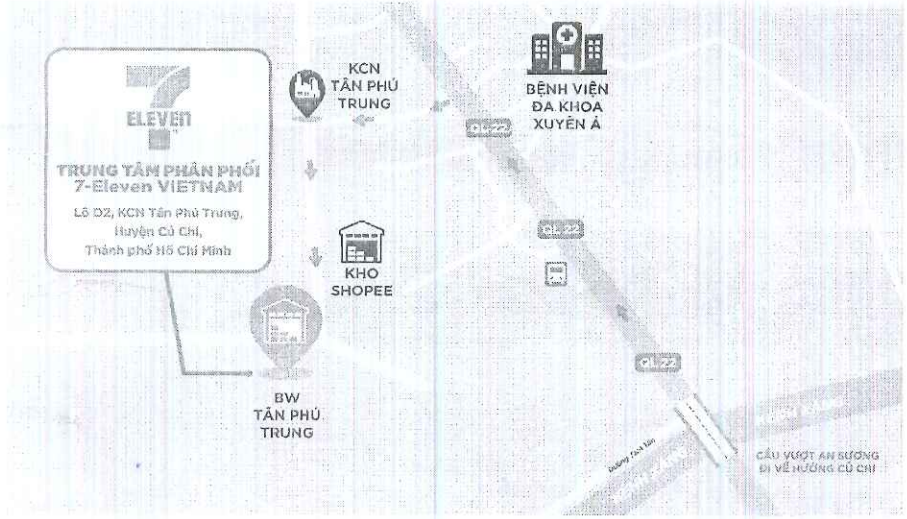 7
ELEVEn
TRUNG TÂM PHÂN PHỐI
7-Eleven VIETNAM
Lô D2, KCN Tân Phú Trung,
Huyện Củ Chi,
Thành phố Hồ Chí Minh
KCN
TÂN PHÚ
TRUNG
BỆNH VIỆN
ĐA KHOA
XUYÊN Á
QL 22
QL 22
KHO
SHOPEE
QL 22
BW
TÂN PHÚ
TRUNG
CẦU VƯỢT AN SƯƠNG
ĐI VỀ HƯỚNG CỦ CHI